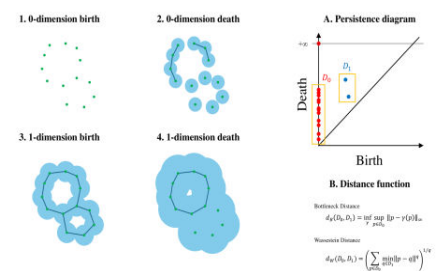 1. 0-dimension birth
2. 0-dimension death
3. 1-dimension birth
4. 1-dimension death
A. Persistence diagram
+∞
D₀
D₁
Death
Birth
B. Distance function
Bottleneck Distance
Wasserstein Distance